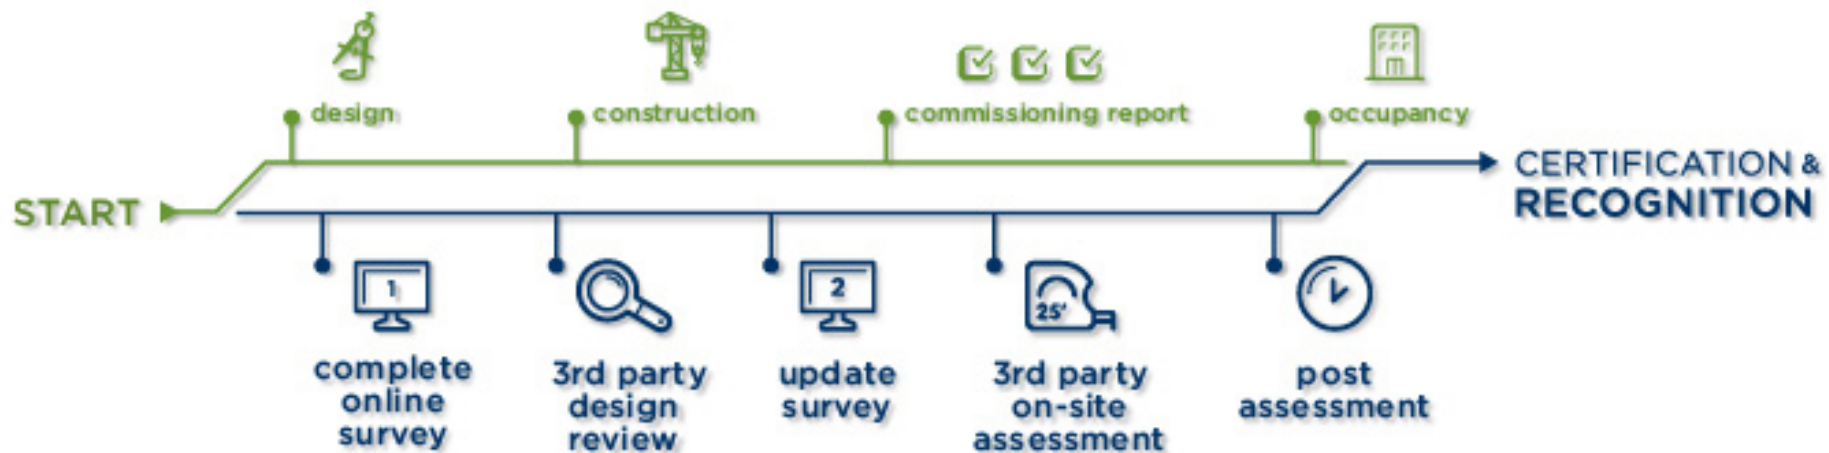 design
construction
commissioning report
occupancy
START
CERTIFICATION &
RECOGNITION
1
complete
online
survey
3rd party
design
review
2
update
survey
25'
3rd party
on-site
assessment
post
assessment